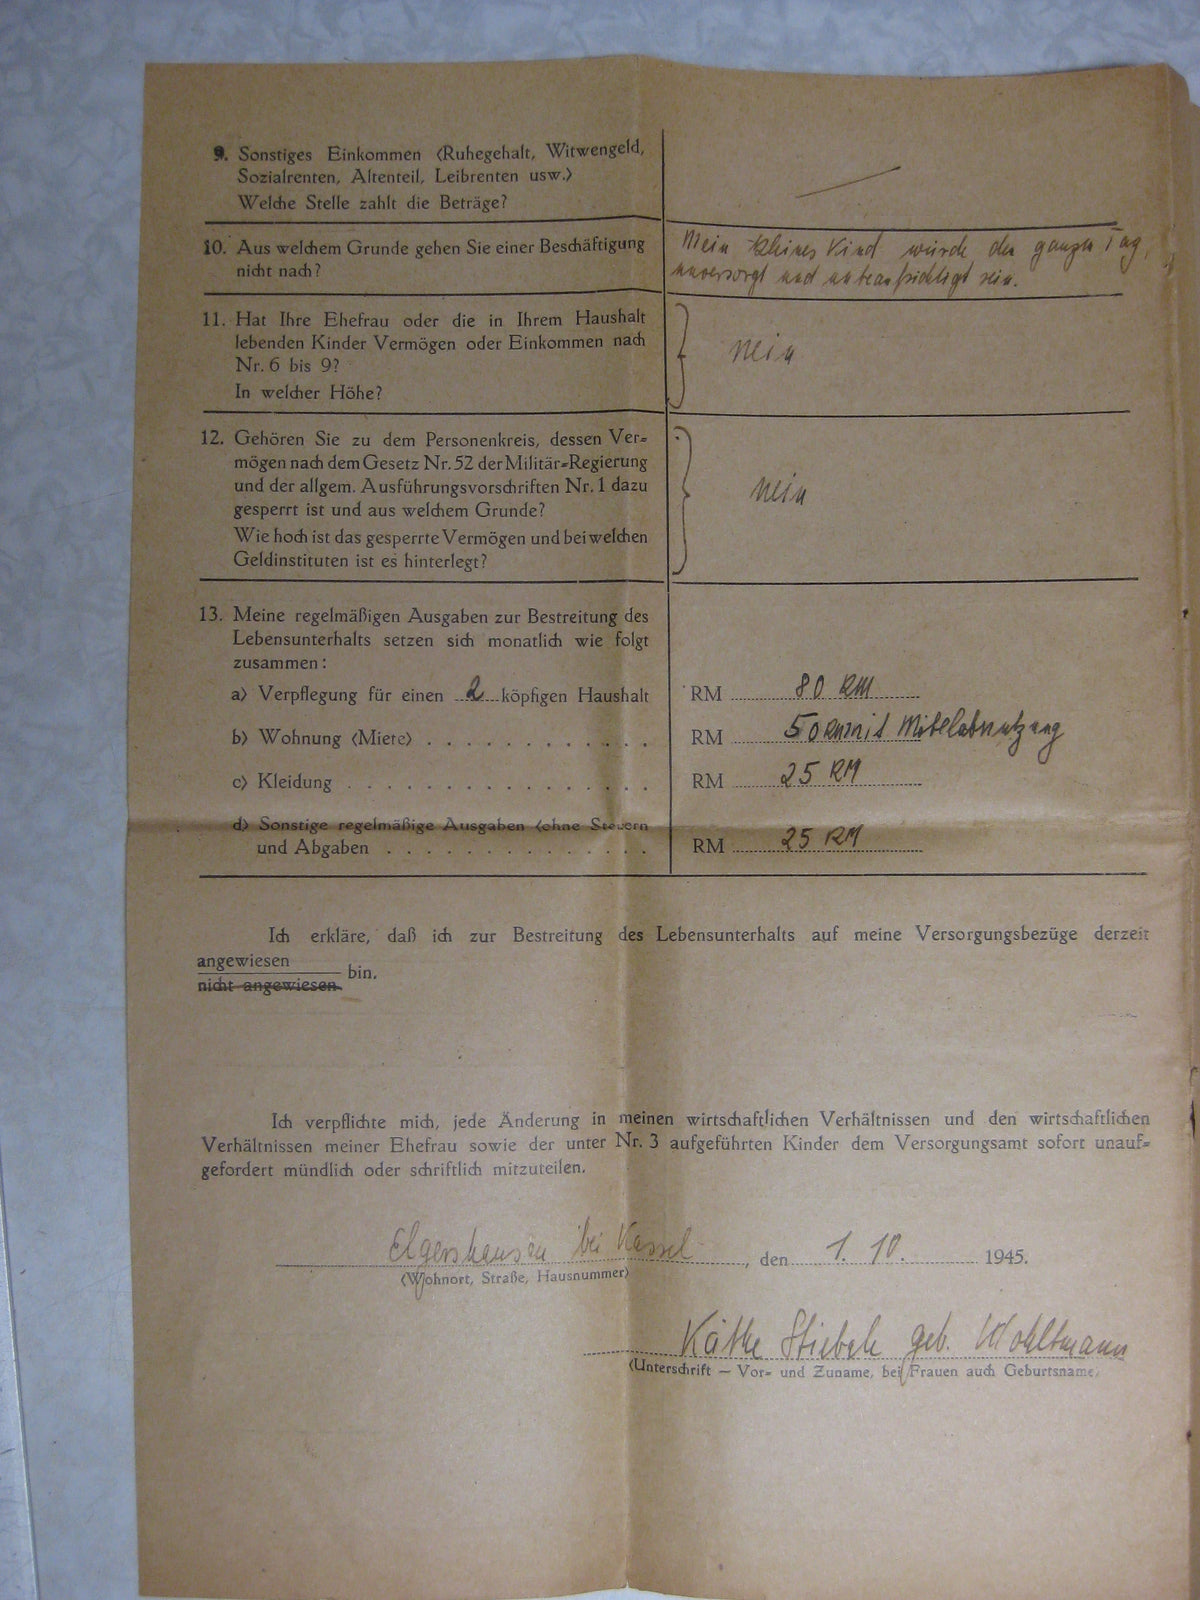 9. Sonstiges Einkommen (Ruhegehalt, Witwengeld,
Sozialrenten, Altenteil, Leibrenten usw.)
Welche Stelle zahlt die Beträge?
10. Aus welchem Grunde gehen Sie einer Beschäftigung
nicht nach?
Mein kleines Kind würde den ganzen Tag,
unversorgt und unbeaufsichtigt sein.
11. Hat Ihre Ehefrau oder die in Ihrem Haushalt
lebenden Kinder Vermögen oder Einkommen nach
Nr. 6 bis 9?
In welcher Höhe?
nein
12. Gehören Sie zu dem Personenkreis, dessen Ver=
mögen nach dem Gesetz Nr. 52 der Militär=Regierung
und der allgem. Ausführungsvorschriften Nr. 1 dazu
gesperrt ist und aus welchem Grunde?
Wie hoch ist das gesperrte Vermögen und bei welchen
Geldinstituten ist es hinterlegt?
nein
13. Meine regelmäßigen Ausgaben zur Bestreitung des
Lebensunterhalts setzen sich monatlich wie folgt
zusammen:
a) Verpflegung für einen 2 köpfigen Haushalt RM 80 RM
b) Wohnung (Miete) . . . . . . . . . . . . RM 50 RM mit Möbelabnutzung
c) Kleidung . . . . . . . . . . . . . . . . RM 25 RM
d) Sonstige regelmäßige Ausgaben (ohne Steuern
und Abgaben . . . . . . . . . . . . . . RM 25 RM
Ich erkläre, daß ich zur Bestreitung des Lebensunterhalts auf meine Versorgungsbezüge derzeit
angewiesen
nicht angewiesen bin.
Ich verpflichte mich, jede Änderung in meinen wirtschaftlichen Verhältnissen und den wirtschaftlichen
Verhältnissen meiner Ehefrau sowie der unter Nr. 3 aufgeführten Kinder dem Versorgungsamt sofort unauf=
gefordert mündlich oder schriftlich mitzuteilen.
Elgershausen bei Kassel, den 1. 10. 1945.
(Wohnort, Straße, Hausnummer)
Käthe geb. Wohltmann
(Unterschrift – Vor= und Zuname, bei Frauen auch Geburtsname)